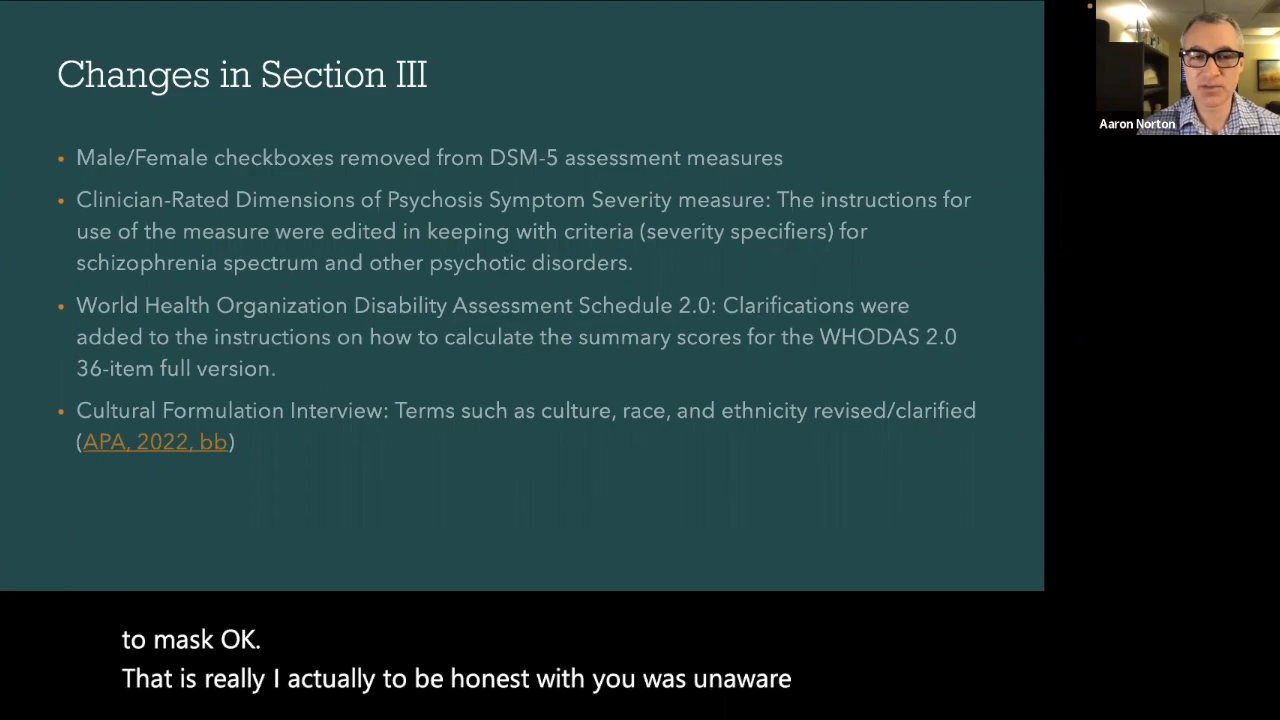 Changes in Section III
• Male/Female checkboxes removed from DSM-5 assessment measures
• Clinician-Rated Dimensions of Psychosis Symptom Severity measure: The instructions for
use of the measure were edited in keeping with criteria (severity specifiers) for
schizophrenia spectrum and other psychotic disorders.
• World Health Organization Disability Assessment Schedule 2.0: Clarifications were
added to the instructions on how to calculate the summary scores for the WHODAS 2.0
36-item full version.
• Cultural Formulation Interview: Terms such as culture, race, and ethnicity revised/clarified
(APA, 2022, bb)
Aaron Norton
to mask OK.
That is really I actually to be honest with you was unaware